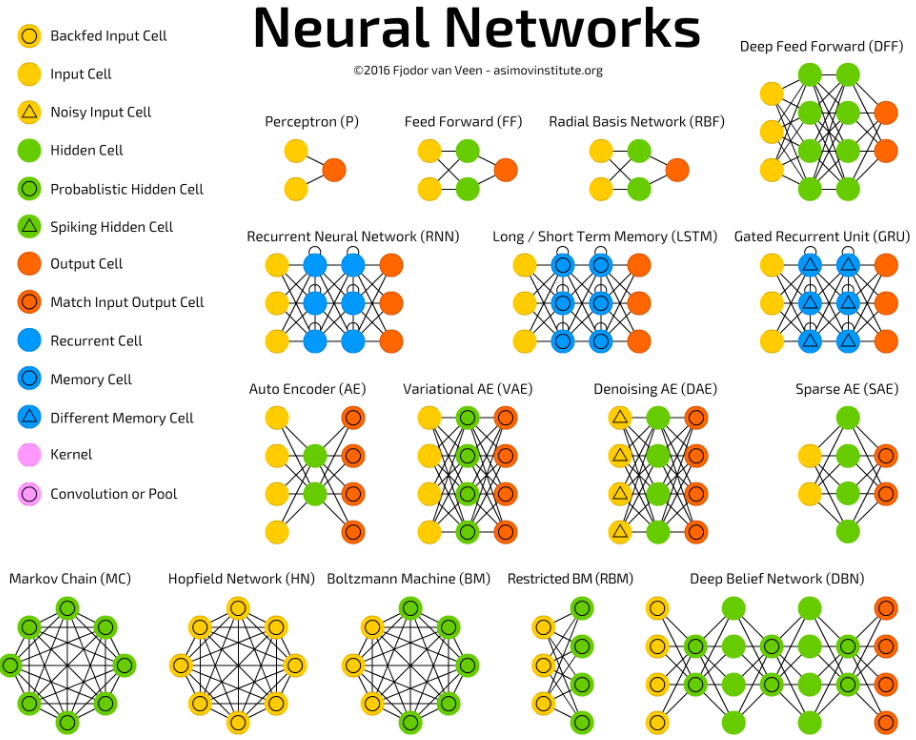 Neural Networks
©2016 Fjodor van Veen - asimovinstitute.org
Backfed Input Cell
Input Cell
Noisy Input Cell
Hidden Cell
Probablistic Hidden Cell
Spiking Hidden Cell
Output Cell
Match Input Output Cell
Recurrent Cell
Memory Cell
Different Memory Cell
Kernel
Convolution or Pool
Deep Feed Forward (DFF)
Perceptron (P)
Feed Forward (FF)
Radial Basis Network (RBF)
Recurrent Neural Network (RNN)
Long / Short Term Memory (LSTM)
Gated Recurrent Unit (GRU)
Auto Encoder (AE)
Variational AE (VAE)
Denoising AE (DAE)
Sparse AE (SAE)
Markov Chain (MC)
Hopfield Network (HN)
Boltzmann Machine (BM)
Restricted BM (RBM)
Deep Belief Network (DBN)